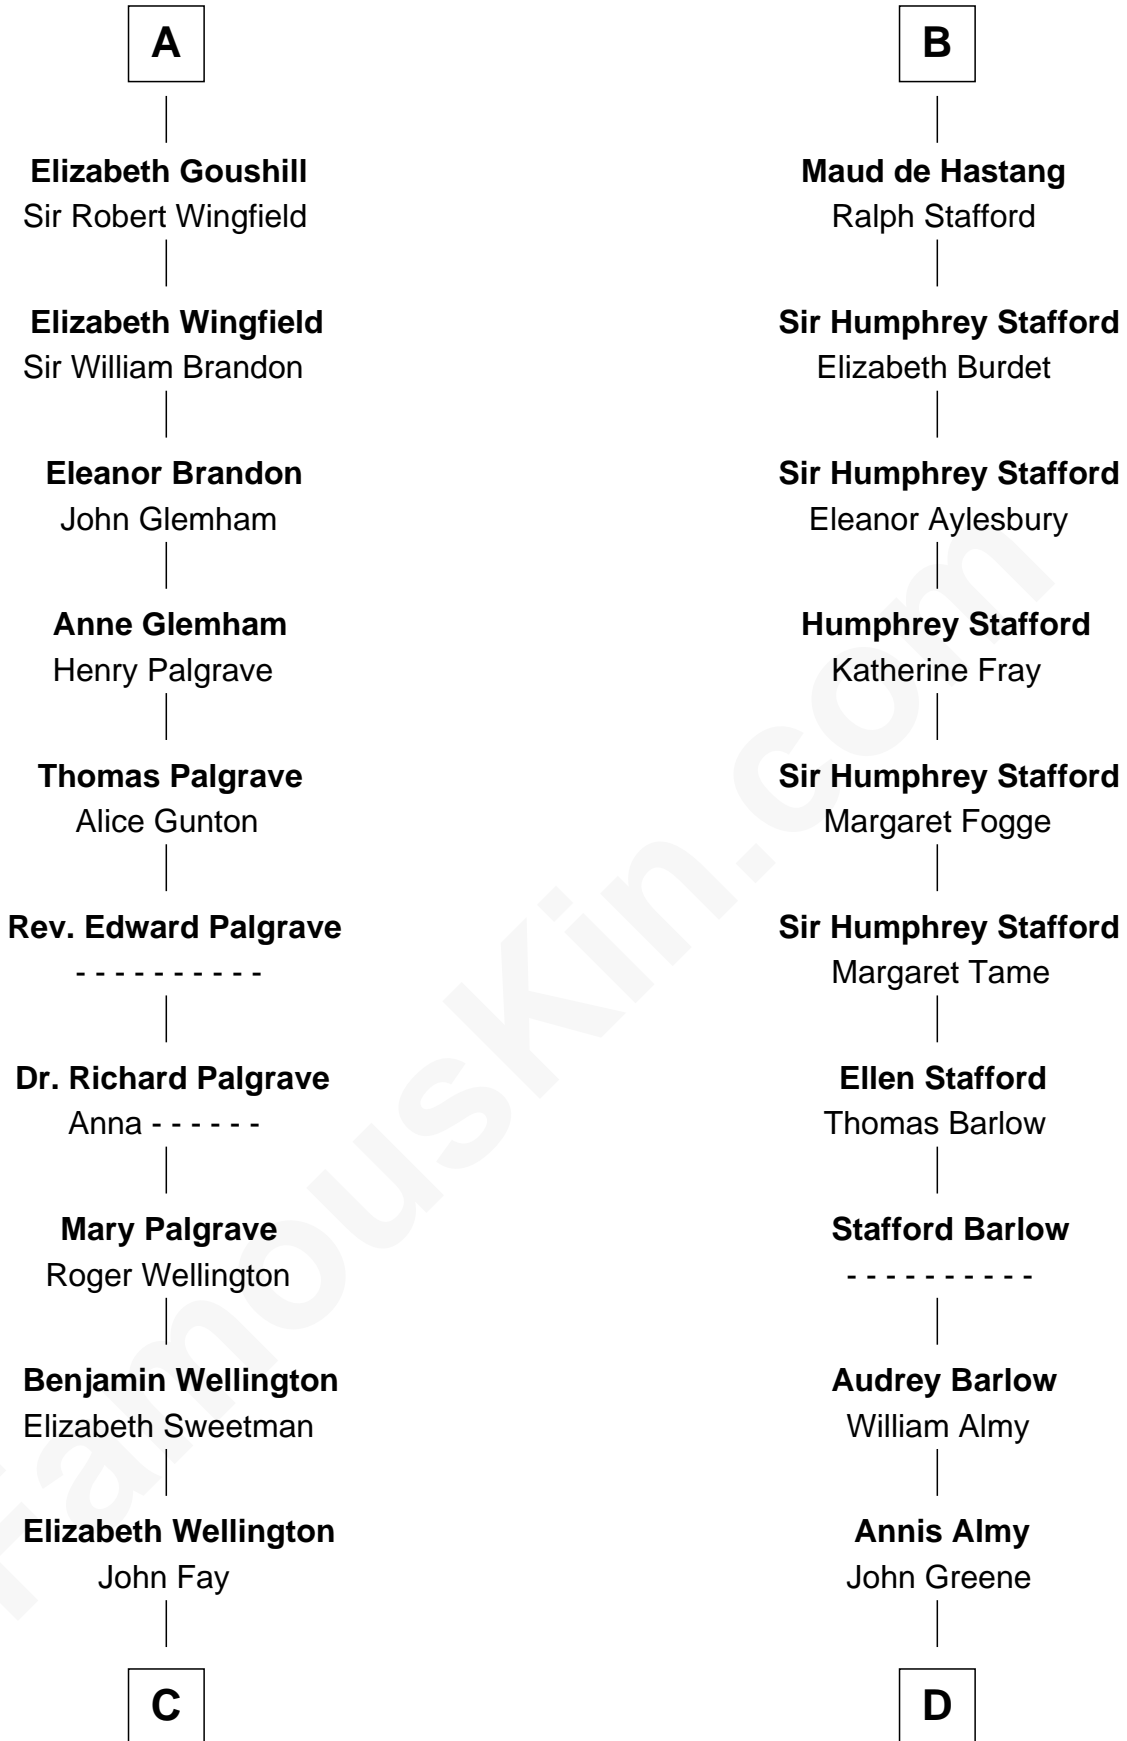 A
Elizabeth Goushill
Sir Robert Wingfield
Elizabeth Wingfield
Sir William Brandon
Eleanor Brandon
John Glemham
Anne Glemham
Henry Palgrave
Thomas Palgrave
Alice Gunton
Rev. Edward Palgrave
- - - - - - - - - -
Dr. Richard Palgrave
Anna - - - - - -
Mary Palgrave
Roger Wellington
Benjamin Wellington
Elizabeth Sweetman
Elizabeth Wellington
John Fay
C
B
Maud de Hastang
Ralph Stafford
Sir Humphrey Stafford
Elizabeth Burdet
Sir Humphrey Stafford
Eleanor Aylesbury
Humphrey Stafford
Katherine Fray
Sir Humphrey Stafford
Margaret Fogge
Sir Humphrey Stafford
Margaret Tame
Ellen Stafford
Thomas Barlow
Stafford Barlow
- - - - - - - - - -
Audrey Barlow
William Almy
Annis Almy
John Greene
D
FamousKin.com